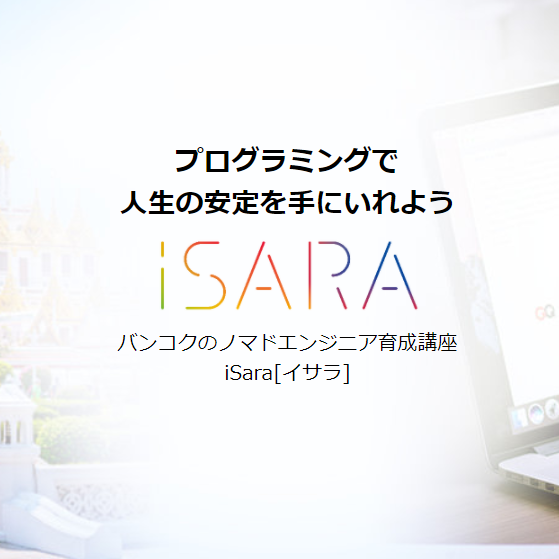 プログラミングで
人生の安定を手にいれよう
iSARA
バンコクのノマドエンジニア育成講座
iSara[イサラ]
GQ